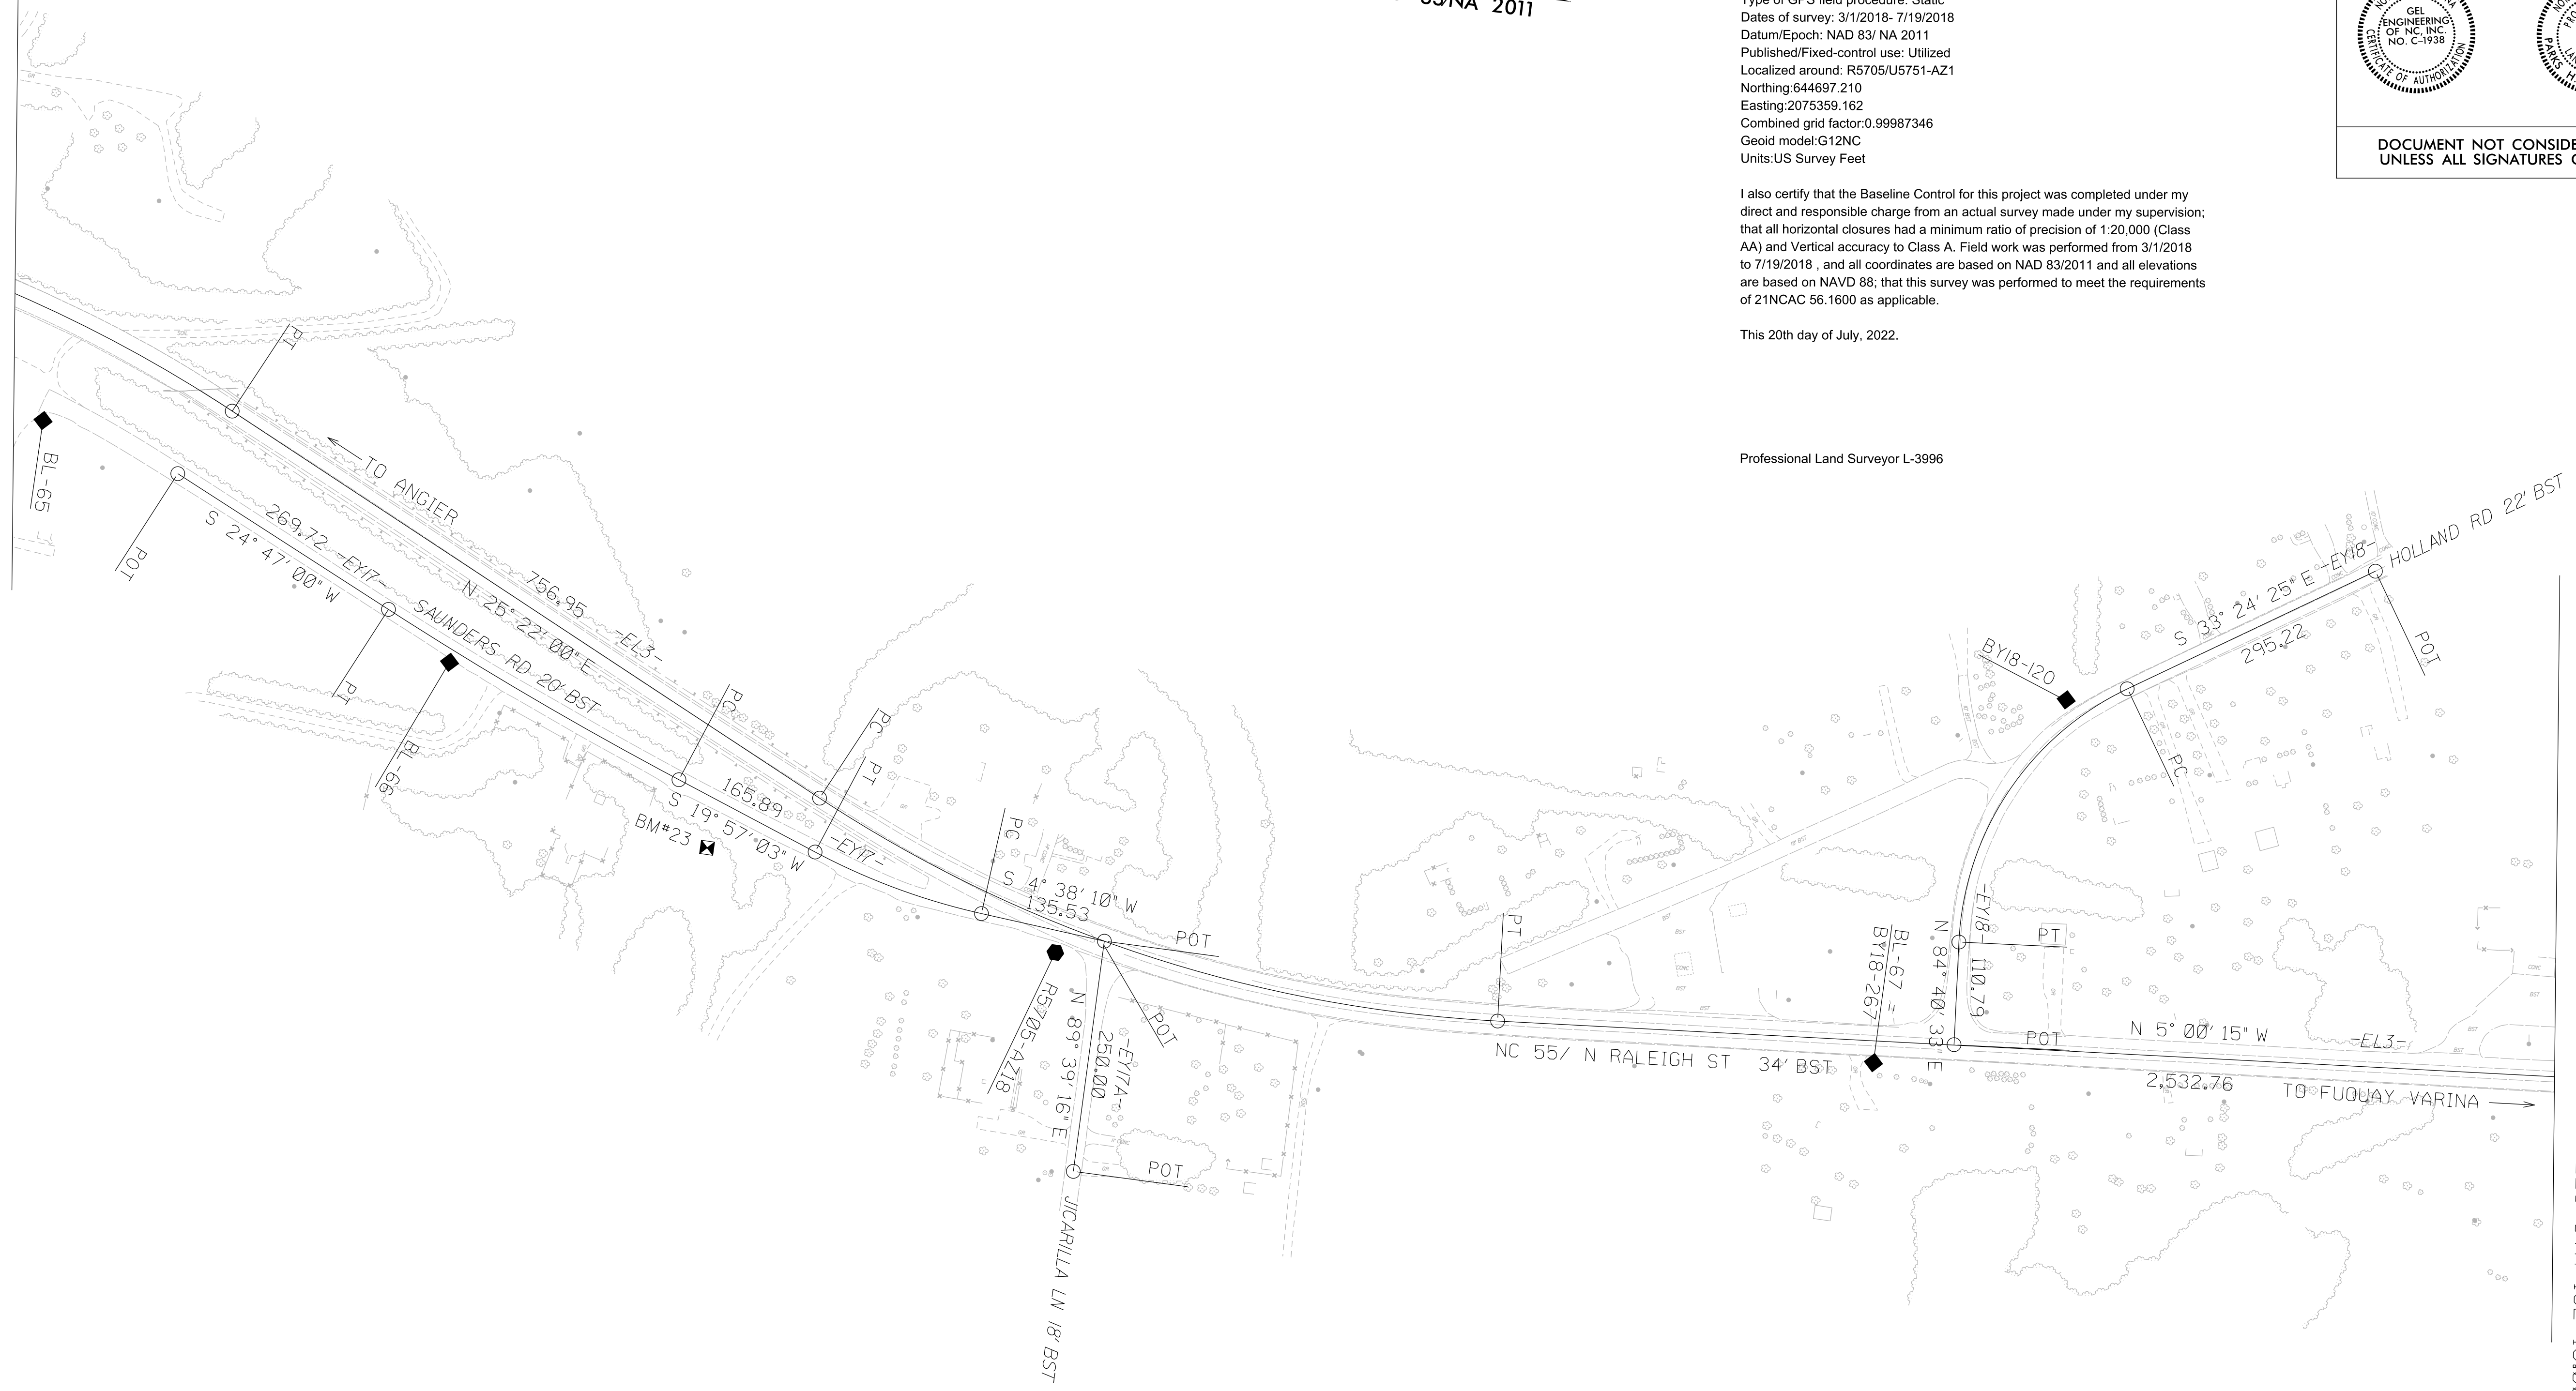 83/NA 2011
Type of GPS field procedure: Static
Dates of survey: 3/1/2018- 7/19/2018
Datum/Epoch: NAD 83/ NA 2011
Published/Fixed-control use: Utilized
Localized around: R5705/U5751-AZ1
Northing:644697.210
Easting:2075359.162
Combined grid factor:0.99987346
Geoid model:G12NC
Units:US Survey Feet
I also certify that the Baseline Control for this project was completed under my
direct and responsible charge from an actual survey made under my supervision;
that all horizontal closures had a minimum ratio of precision of 1:20,000 (Class
AA) and Vertical accuracy to Class A. Field work was performed from 3/1/2018
to 7/19/2018 , and all coordinates are based on NAD 83/2011 and all elevations
are based on NAVD 88; that this survey was performed to meet the requirements
of 21NCAC 56.1600 as applicable.
This 20th day of July, 2022.
Professional Land Surveyor L-3996
GEL
ENGINEERING
OF NC, INC.
NO. C-1938
CERTIFICATE OF AUTHORIZATION
DOCUMENT NOT CONSIDE
UNLESS ALL SIGNATURES
PT
TO ANGIER
BL-65
POT
269.72 -EY17-
S 24° 47' 00" W
PT
SAUNDERS RD 20' BST
N 25° 22' 00" E
756.95 -EL3-
BL-66
PC
PC
PT
165.89
S 19° 57' 03" W
-EY17-
BM#23
PC
S 4° 38' 10" W
135.53
POT
POT
R5705-AZ18
N 89° 39' 16" E
250.00
-EY17A-
POT
JICARILLA LN 18' BST
PT
NC 55/ N RALEIGH ST 34' BST
BL-67 =
BY18-267
N 84° 40' 33" E
-EY18-
110.79
PT
POT
N 5° 00' 15" W
-EL3-
2,532.76
TO FUQUAY VARINA
BY18-120
PC
S 33° 24' 25" E -EY18-
295.22
POT
HOLLAND RD 22' BST
SOIL
GR
BST
BST
BST
BST
CONC
CONC
BST
BST
BST